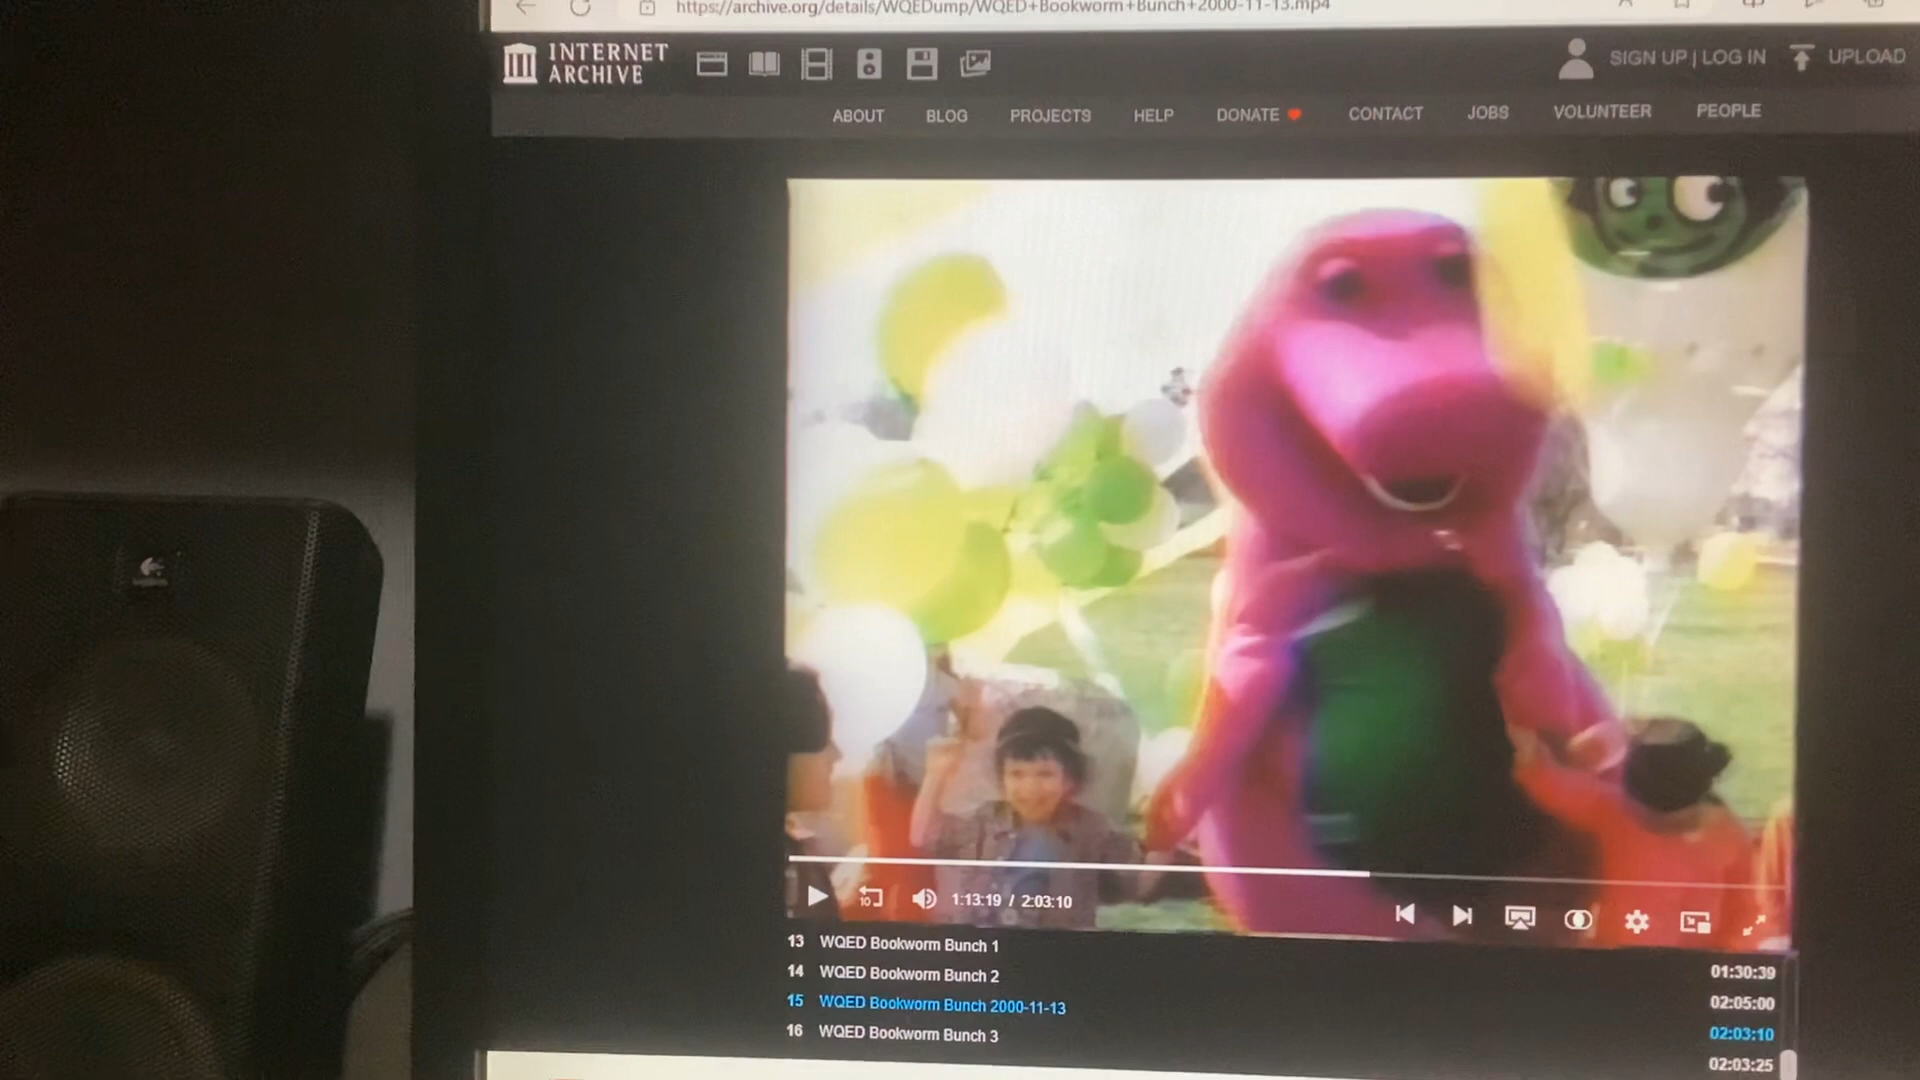 https://archive.org/details/WQEDump/WQED+Bookworm+Bunch+2000-11-13.mp4
INTERNET
ARCHIVE
SIGN UP | LOG IN
UPLOAD
ABOUT
BLOG
PROJECTS
HELP
DONATE
CONTACT
JOBS
VOLUNTEER
PEOPLE
10
1:13:19 / 2:03:10
13 WQED Bookworm Bunch 1
14 WQED Bookworm Bunch 2
01:30:39
15 WQED Bookworm Bunch 2000-11-13
02:05:00
16 WQED Bookworm Bunch 3
02:03:10
02:03:25